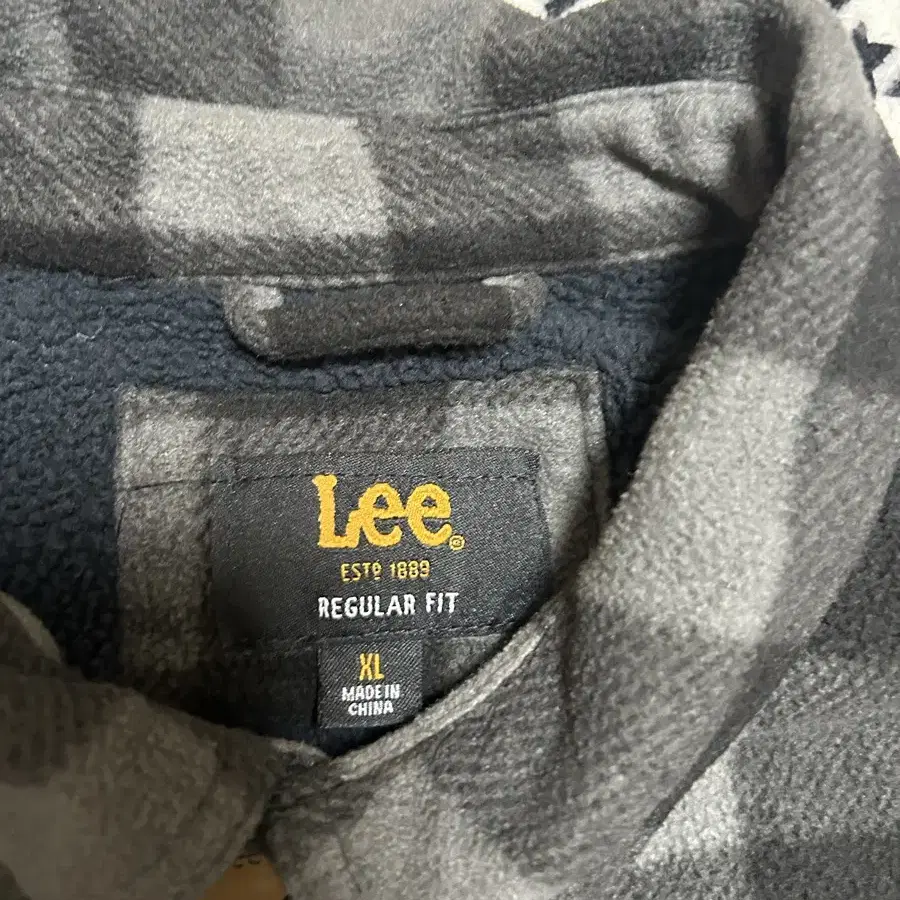 Lee
ESTD 1889
REGULAR FIT
XL
MADE IN
CHINA